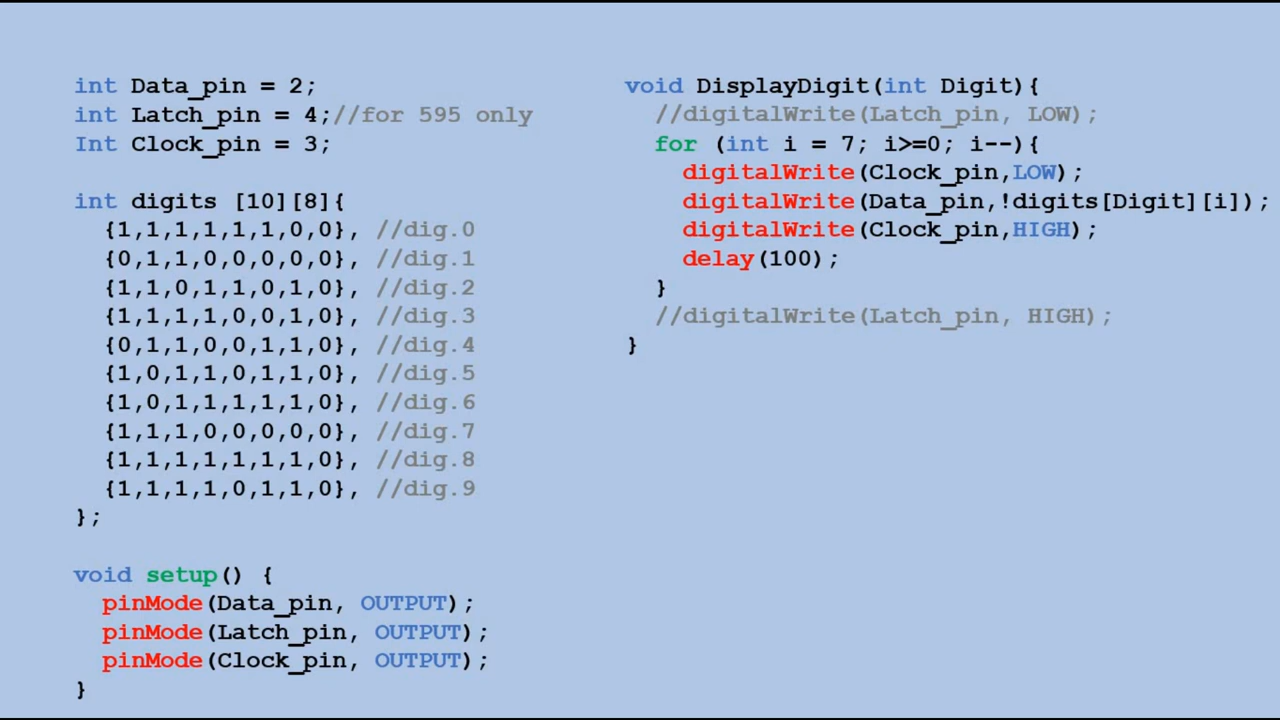 int Data_pin = 2;
int Latch_pin = 4;//for 595 only
Int Clock_pin = 3;

int digits [10][8]{
  {1,1,1,1,1,1,0,0}, //dig.0
  {0,1,1,0,0,0,0,0}, //dig.1
  {1,1,0,1,1,0,1,0}, //dig.2
  {1,1,1,1,0,0,1,0}, //dig.3
  {0,1,1,0,0,1,1,0}, //dig.4
  {1,0,1,1,0,1,1,0}, //dig.5
  {1,0,1,1,1,1,1,0}, //dig.6
  {1,1,1,0,0,0,0,0}, //dig.7
  {1,1,1,1,1,1,1,0}, //dig.8
  {1,1,1,1,0,1,1,0}, //dig.9
};

void setup() {
  pinMode(Data_pin, OUTPUT);
  pinMode(Latch_pin, OUTPUT);
  pinMode(Clock_pin, OUTPUT);
}

void DisplayDigit(int Digit){
  //digitalWrite(Latch_pin, LOW);
  for (int i = 7; i>=0; i--){
    digitalWrite(Clock_pin,LOW);
    digitalWrite(Data_pin,!digits[Digit][i]);
    digitalWrite(Clock_pin,HIGH);
    delay(100);
  }
  //digitalWrite(Latch_pin, HIGH);
}